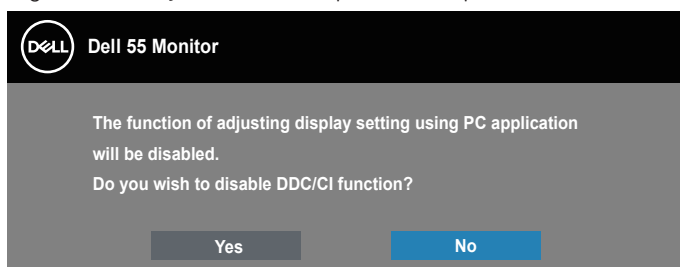 DELL
Dell 55 Monitor
The function of adjusting display setting using PC application
will be disabled.
Do you wish to disable DDC/CI function?
Yes
No